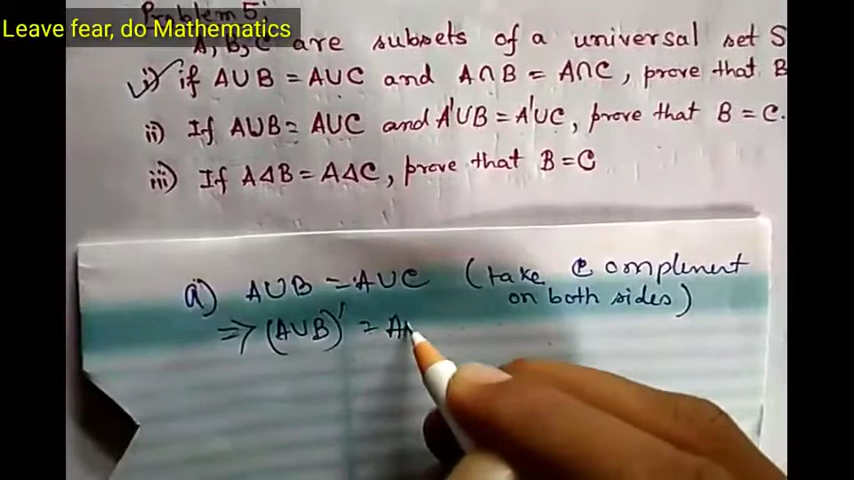 Problem 5
Leave fear, do Mathematics
A, B, C are subsets of a universal set S
i) if A∪B = A∪C and A∩B = A∩C, prove that B
ii) If A∪B = A∪C and A'∪B = A'∪C, prove that B = C.
iii) If AΔB = AΔC, prove that B = C
a) A∪B = A∪C (take complement
on both sides)
⇒ (A∪B)' = A